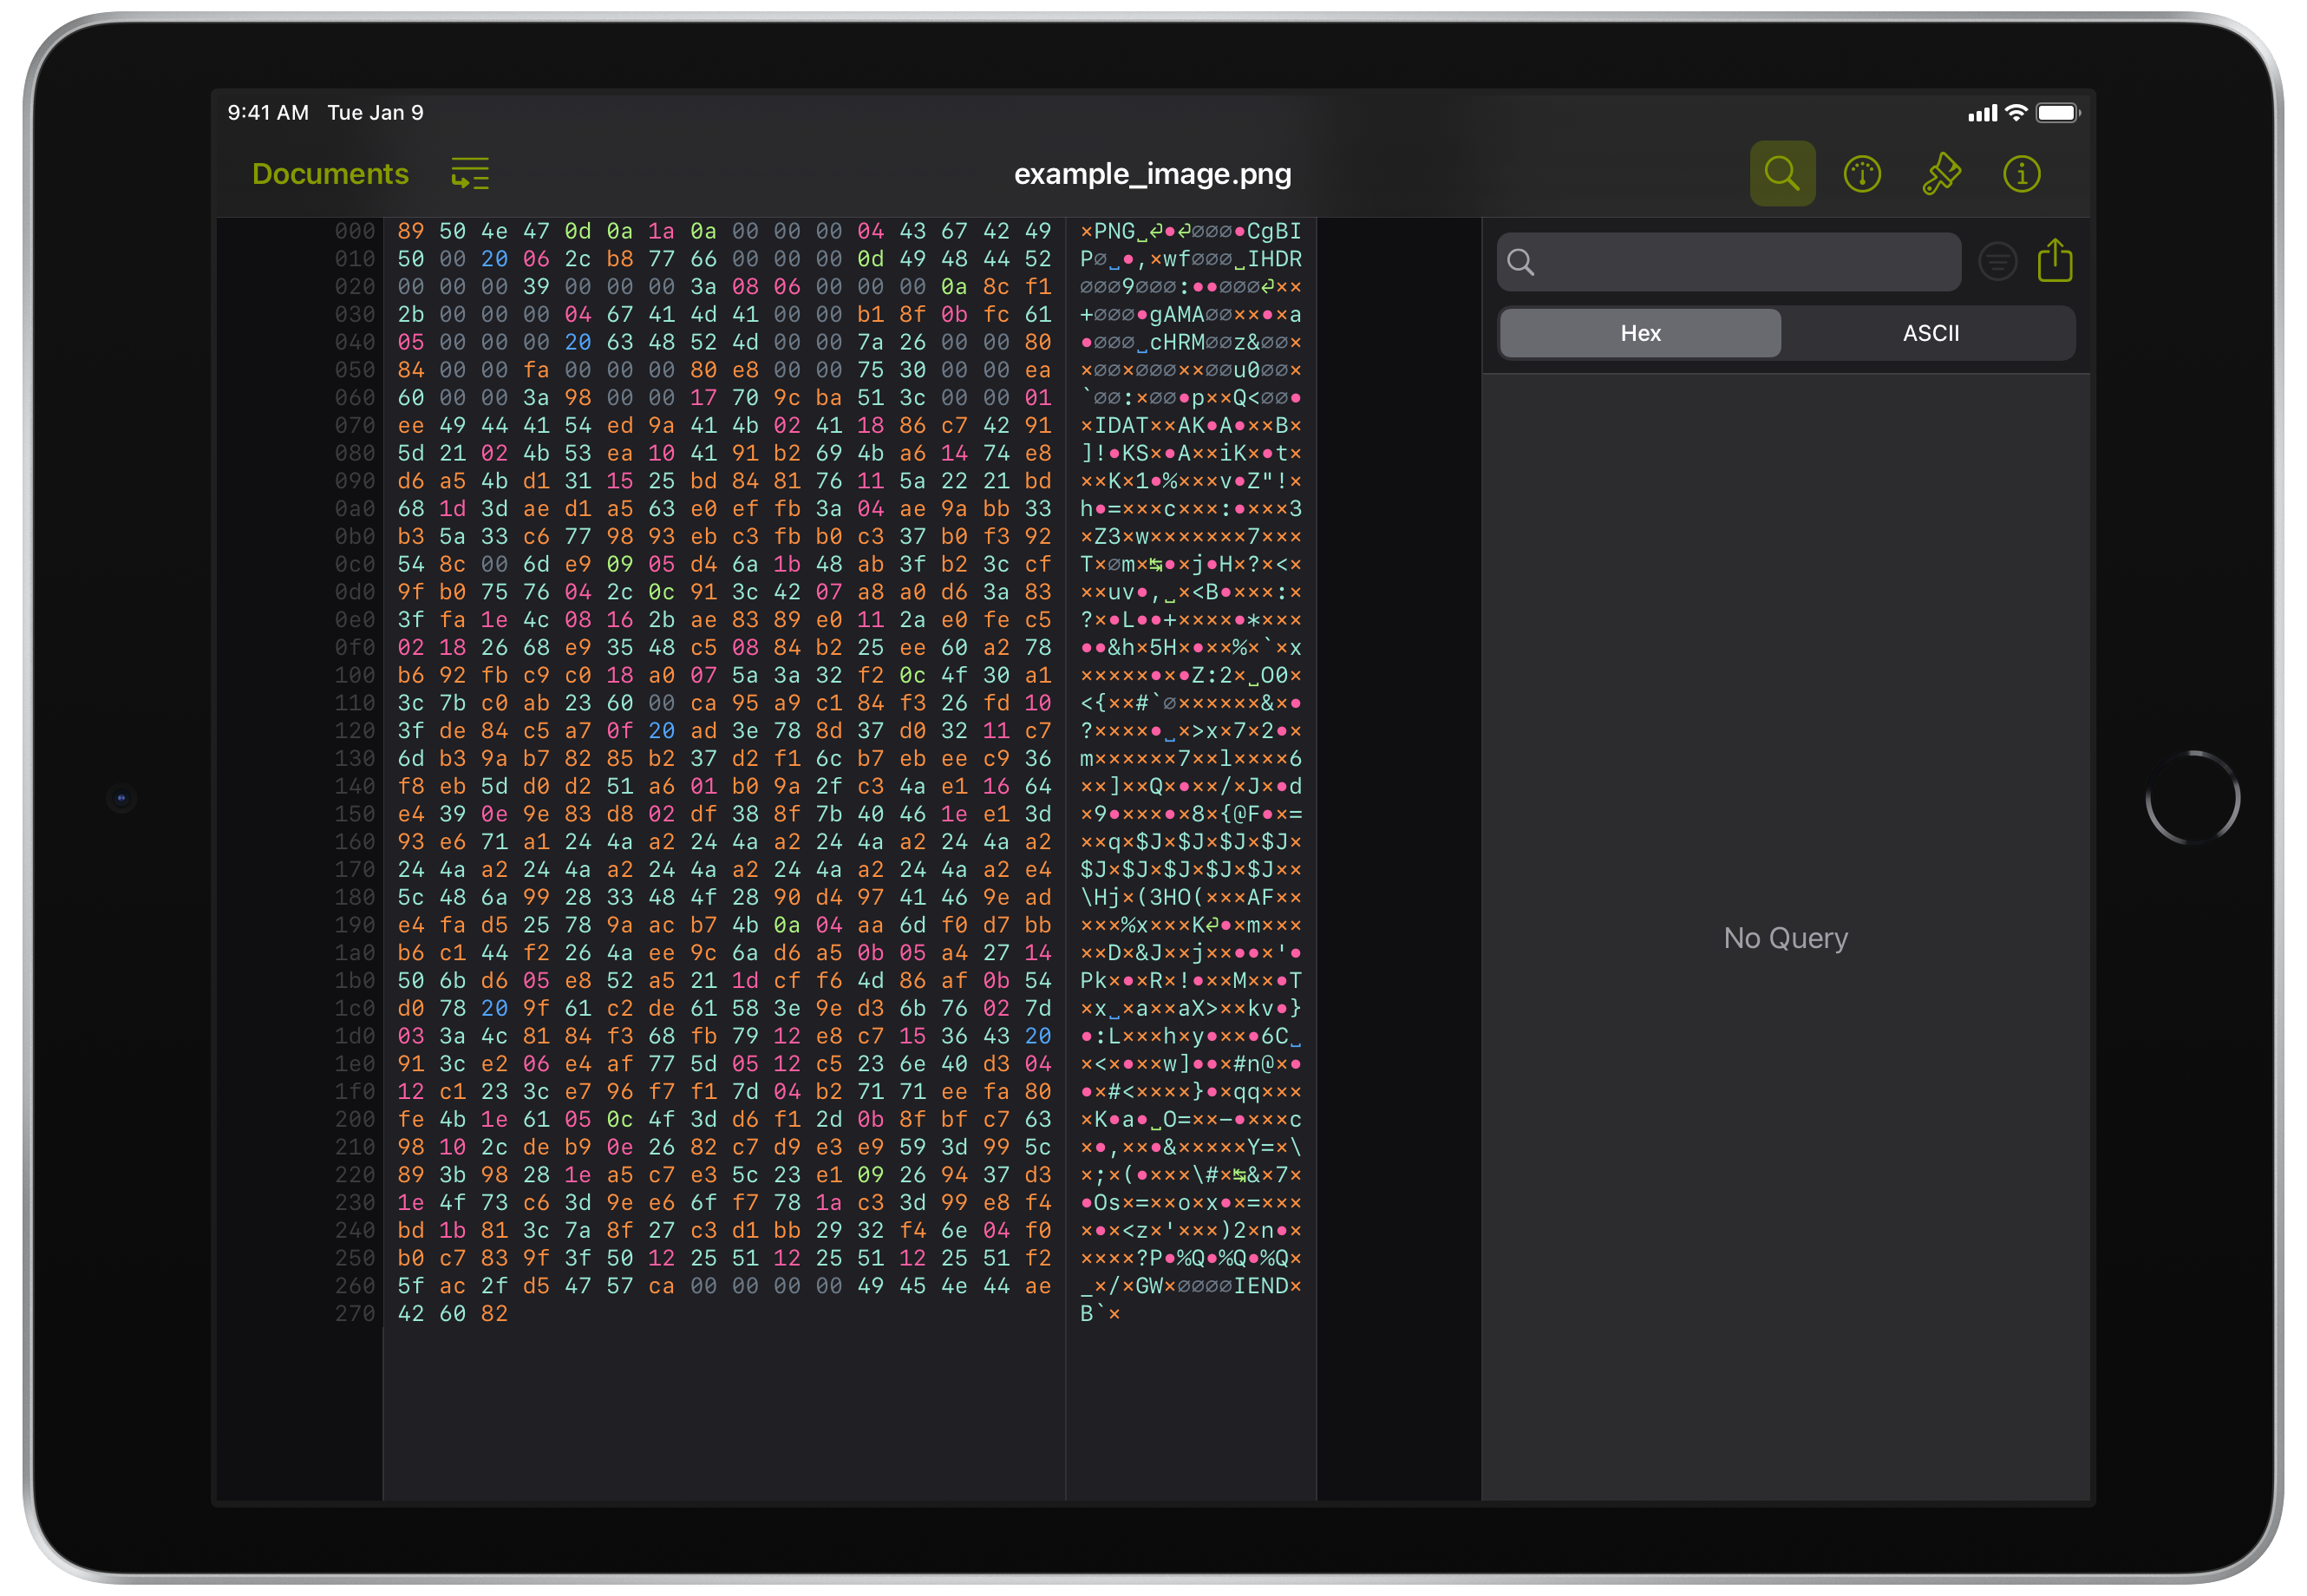 9:41 AM Tue Jan 9
Documents
example_image.png
000 89 50 4e 47 0d 0a 1a 0a 00 00 00 04 43 67 42 49 ×PNG␣⏎•⏎∅∅∅•CgBI
010 50 00 20 06 2c b8 77 66 00 00 00 0d 49 48 44 52 P∅␣•,×wf∅∅∅␣IHDR
020 00 00 00 39 00 00 00 3a 08 06 00 00 00 0a 8c f1 ∅∅∅9∅∅∅:••∅∅∅⏎××
030 2b 00 00 00 04 67 41 4d 41 00 00 b1 8f 0b fc 61 +∅∅∅•gAMA∅∅××•×a
040 05 00 00 00 20 63 48 52 4d 00 00 7a 26 00 00 80 •∅∅∅␣cHRM∅∅z&∅∅×
050 84 00 00 fa 00 00 00 80 e8 00 00 75 30 00 00 ea ×∅∅×∅∅∅××∅∅u0∅∅×
060 60 00 00 3a 98 00 00 17 70 9c ba 51 3c 00 00 01 `∅∅:×∅∅•p××Q<∅∅•
070 ee 49 44 41 54 ed 9a 41 4b 02 41 18 86 c7 42 91 ×IDAT××AK•A•××B×
080 5d 21 02 4b 53 ea 10 41 91 b2 69 4b a6 14 74 e8 ]!•KS×•A××iK×•t×
090 d6 a5 4b d1 31 15 25 bd 84 81 76 11 5a 22 21 bd ××K×1•%×××v•Z"!×
0a0 68 1d 3d ae d1 a5 63 e0 ef fb 3a 04 ae 9a bb 33 h•=×××c×××:•×××3
0b0 b3 5a 33 c6 77 98 93 eb c3 fb b0 c3 37 b0 f3 92 ×Z3×w×××××××7×××
0c0 54 8c 00 6d e9 09 05 d4 6a 1b 48 ab 3f b2 3c cf T×∅m×↹•×j•H×?×<×
0d0 9f b0 75 76 04 2c 0c 91 3c 42 07 a8 a0 d6 3a 83 ××uv•,␣×<B•×××:×
0e0 3f fa 1e 4c 08 16 2b ae 83 89 e0 11 2a e0 fe c5 ?×•L••+××××•*×××
0f0 02 18 26 68 e9 35 48 c5 08 84 b2 25 ee 60 a2 78 ••&h×5H×•××%×`×x
100 b6 92 fb c9 c0 18 a0 07 5a 3a 32 f2 0c 4f 30 a1 ×××××•×•Z:2×␣O0×
110 3c 7b c0 ab 23 60 00 ca 95 a9 c1 84 f3 26 fd 10 <{××#`∅××××××&×•
120 3f de 84 c5 a7 0f 20 ad 3e 78 8d 37 d0 32 11 c7 ?××××•␣×>x×7×2•×
130 6d b3 9a b7 82 85 b2 37 d2 f1 6c b7 eb ee c9 36 m××××××7××l××××6
140 f8 eb 5d d0 d2 51 a6 01 b0 9a 2f c3 4a e1 16 64 ××]××Q×•××/×J×•d
150 e4 39 0e 9e 83 d8 02 df 38 8f 7b 40 46 1e e1 3d ×9•×××•×8×{@F•×=
160 93 e6 71 a1 24 4a a2 24 4a a2 24 4a a2 24 4a a2 ××q×$J×$J×$J×$J×
170 24 4a a2 24 4a a2 24 4a a2 24 4a a2 24 4a a2 e4 $J×$J×$J×$J×$J××
180 5c 48 6a 99 28 33 48 4f 28 90 d4 97 41 46 9e ad \Hj×(3HO(×××AF××
190 e4 fa d5 25 78 9a ac b7 4b 0a 04 aa 6d f0 d7 bb ×××%x×××K⏎•×m×××
1a0 b6 c1 44 f2 26 4a ee 9c 6a d6 a5 0b 05 a4 27 14 ××D×&J××j××••×'•
1b0 50 6b d6 05 e8 52 a5 21 1d cf f6 4d 86 af 0b 54 Pk×•×R×!•××M××•T
1c0 d0 78 20 9f 61 c2 de 61 58 3e 9e d3 6b 76 02 7d ×x␣×a××aX>××kv•}
1d0 03 3a 4c 81 84 f3 68 fb 79 12 e8 c7 15 36 43 20 •:L×××h×y•××•6C␣
1e0 91 3c e2 06 e4 af 77 5d 05 12 c5 23 6e 40 d3 04 ×<×•××w]••×#n@×•
1f0 12 c1 23 3c e7 96 f7 f1 7d 04 b2 71 71 ee fa 80 •×#<××××}•×qq×××
200 fe 4b 1e 61 05 0c 4f 3d d6 f1 2d 0b 8f bf c7 63 ×K•a•␣O=××-•×××c
210 98 10 2c de b9 0e 26 82 c7 d9 e3 e9 59 3d 99 5c ו,××•&×××××Y=×\
220 89 3b 98 28 1e a5 c7 e3 5c 23 e1 09 26 94 37 d3 ×;×(•×××\#×↹&×7×
230 1e 4f 73 c6 3d 9e e6 6f f7 78 1a c3 3d 99 e8 f4 •Os×=××o×x•×=×××
240 bd 1b 81 3c 7a 8f 27 c3 d1 bb 29 32 f4 6e 04 f0 ×•×<z×'×××)2×n•×
250 b0 c7 83 9f 3f 50 12 25 51 12 25 51 12 25 51 f2 ××××?P•%Q•%Q•%Q×
260 5f ac 2f d5 47 57 ca 00 00 00 00 49 45 4e 44 ae _×/×GW×∅∅∅∅IEND×
270 42 60 82 B`×
Hex ASCII
No Query